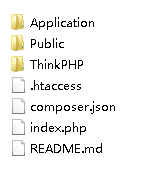 Application
Public
ThinkPHP
.htaccess
composer.json
index.php
README.md